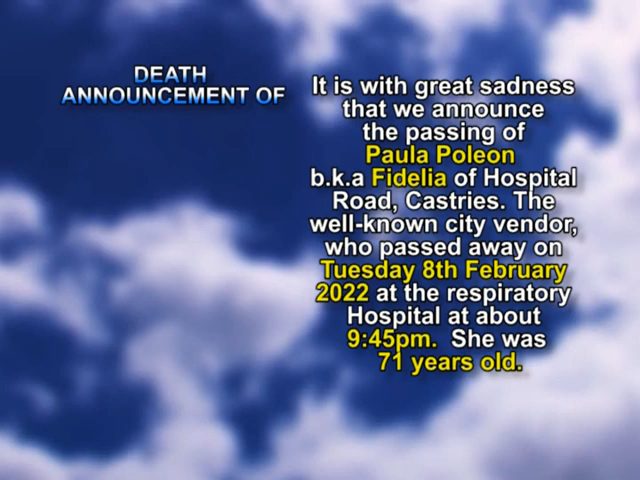 DEATH
ANNOUNCEMENT OF
It is with great sadness
that we announce
the passing of
Paula Poleon
b.k.a Fidelia of Hospital
Road, Castries. The
well-known city vendor,
who passed away on
Tuesday 8th February
2022 at the respiratory
Hospital at about
9:45pm. She was
71 years old.